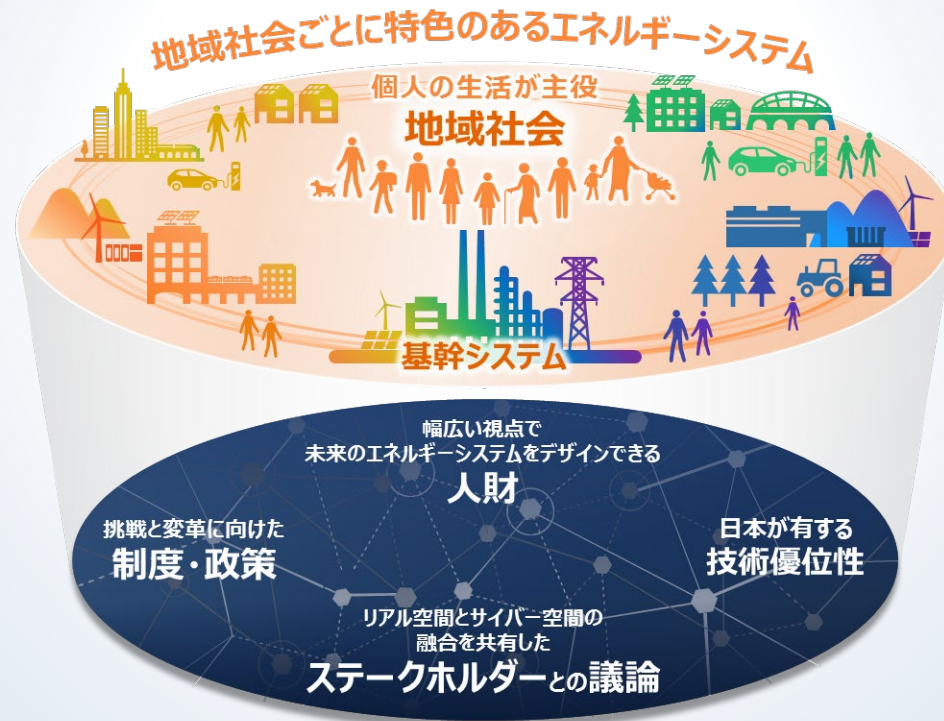 地域社会ごとに特色のあるエネルギーシステム
個人の生活が主役
地域社会
基幹システム
幅広い視点で
未来のエネルギーシステムをデザインできる
人財
挑戦と変革に向けた
制度・政策
日本が有する
技術優位性
リアル空間とサイバー空間の
融合を共有した
ステークホルダーとの議論